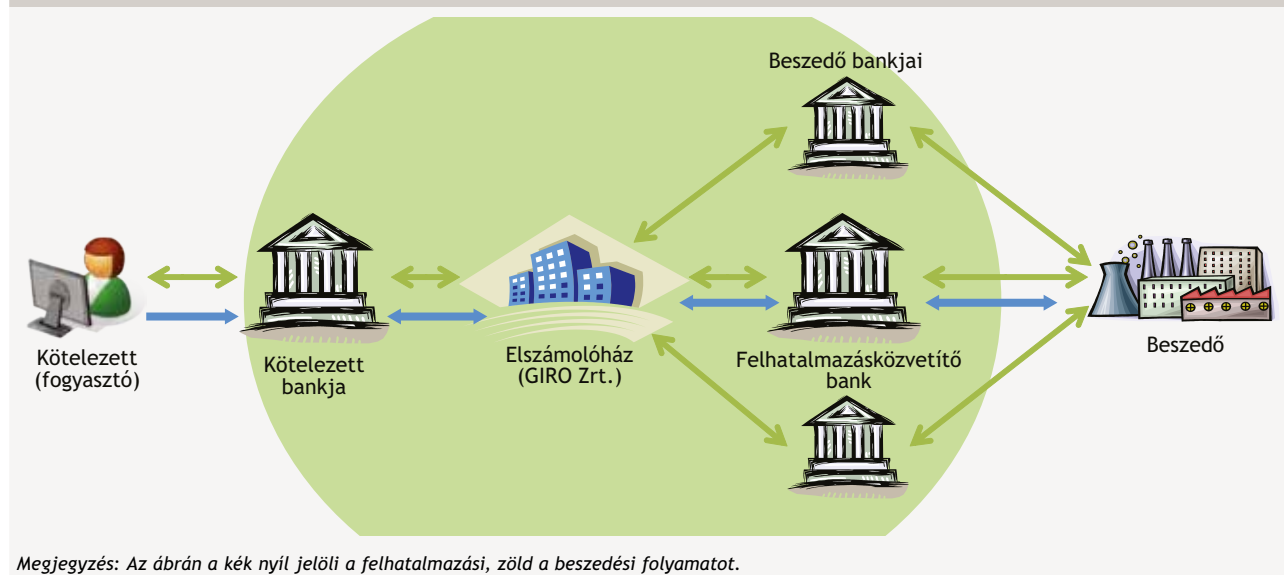 Beszedő bankjai
Kötelezett
(fogyasztó)
Kötelezett
bankja
Elszámolóház
(GIRO Zrt.)
Felhatalmazásközvetítő
bank
Beszedő
Megjegyzés: Az ábrán a kék nyíl jelöli a felhatalmazási, zöld a beszedési folyamatot.